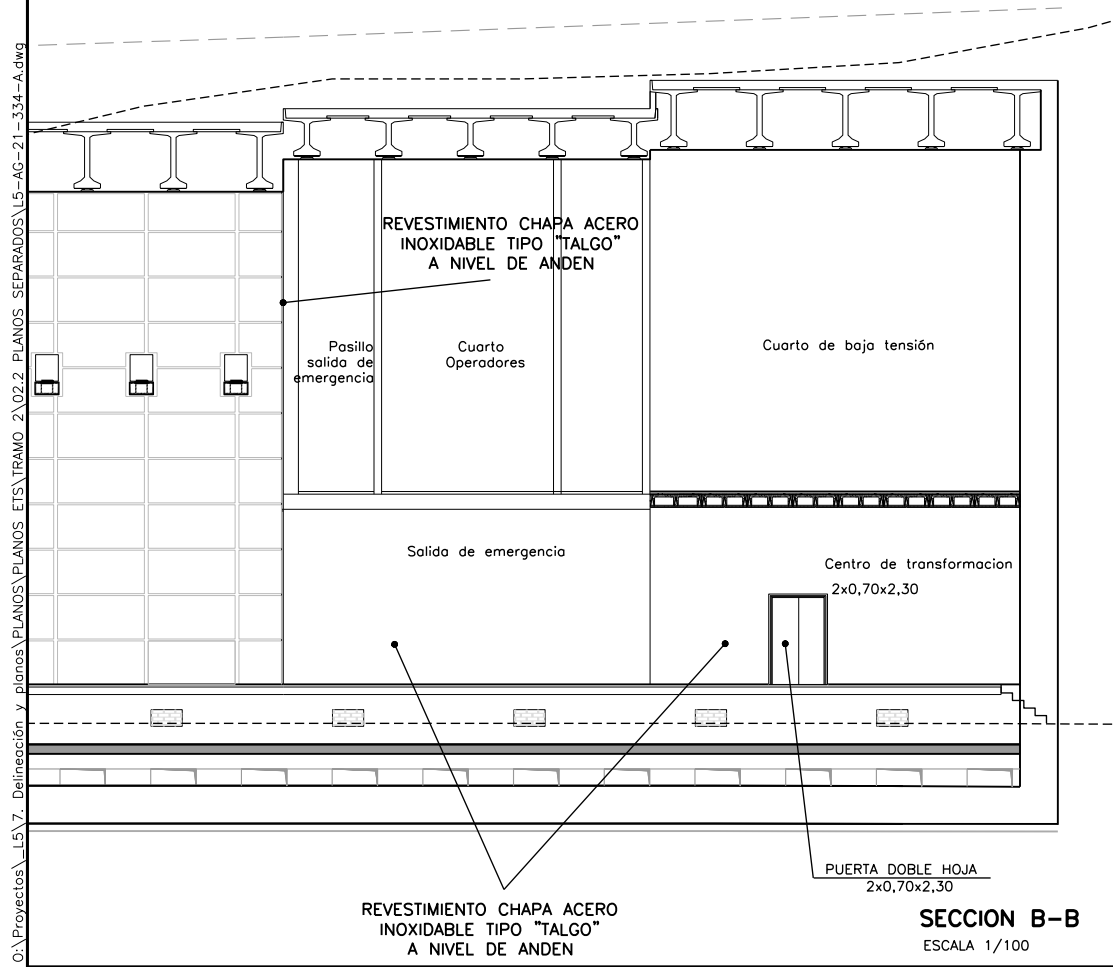 O:\Proyectos\_L5\7. Delineación y planos\PLANOS\PLANOS ETS\TRAMO 2\02.2 PLANOS SEPARADOS\L5-AG-21-334-A.dwg
REVESTIMIENTO CHAPA ACERO
INOXIDABLE TIPO "TALGO"
A NIVEL DE ANDEN
Pasillo
salida de
emergencia
Cuarto
Operadores
Cuarto de baja tensión
Salida de emergencia
Centro de transformacion
2x0,70x2,30
PUERTA DOBLE HOJA
2x0,70x2,30
REVESTIMIENTO CHAPA ACERO
INOXIDABLE TIPO "TALGO"
A NIVEL DE ANDEN
SECCION B-B
ESCALA 1/100